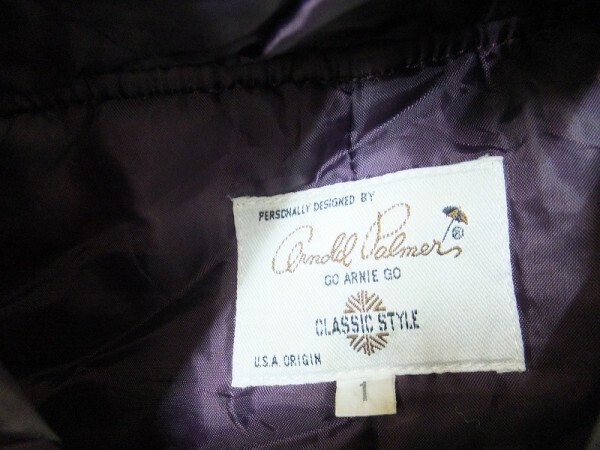 PERSONALLY DESIGNED BY
Arnold Palmer
®
GO ARNIE GO
CLASSIC STYLE
U.S.A. ORIGIN
1